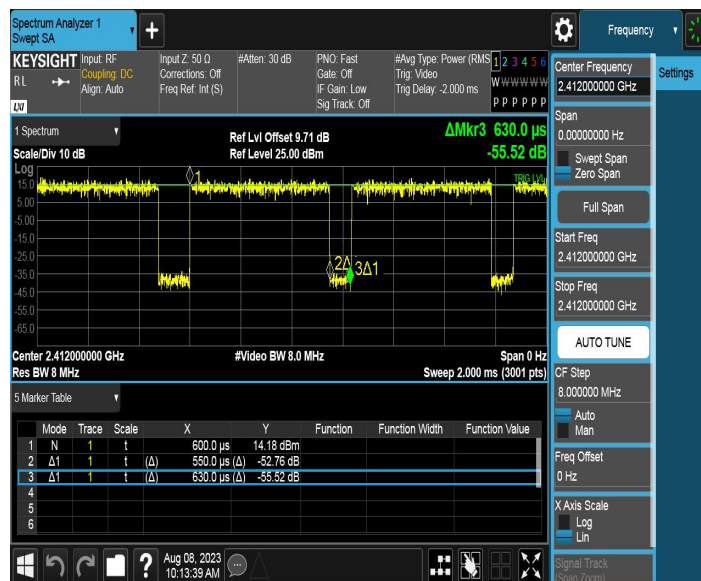 Spectrum Analyzer 1
Swept SA
+
Frequency
Settings
KEYSIGHT
RL
LXI
Input: RF
Coupling: DC
Align: Auto
Input Z: 50 Ω
Corrections: Off
Freq Ref: Int (S)
#Atten: 30 dB
PNO: Fast
Gate: Off
IF Gain: Low
Sig Track: Off
#Avg Type: Power (RMS
Trig: Video
Trig Delay: -2.000 ms
1 2 3 4 5 6
W W W W W W
P P P P P P
1 Spectrum
Scale/Div 10 dB
Ref Lvl Offset 9.71 dB
Ref Level 25.00 dBm
ΔMkr3 630.0 µs
-55.52 dB
Log
15.0
5.00
-5.00
-15.0
-25.0
-35.0
-45.0
-55.0
-65.0
1
2Δ
3Δ1
TRIG LVL
Center 2.412000000 GHz
Res BW 8 MHz
#Video BW 8.0 MHz
Span 0 Hz
Sweep 2.000 ms (3001 pts)
5 Marker Table
Mode Trace Scale X Y Function Function Width Function Value
1 N 1 t 600.0 µs 14.18 dBm
2 Δ1 1 t (Δ) 550.0 µs (Δ) -52.76 dB
3 Δ1 1 t (Δ) 630.0 µs (Δ) -55.52 dB
4
5
6
?
Aug 08, 2023
10:13:39 AM
Center Frequency
2.412000000 GHz
Span
0.00000000 Hz
Swept Span
Zero Span
Full Span
Start Freq
2.412000000 GHz
Stop Freq
2.412000000 GHz
AUTO TUNE
CF Step
8.000000 MHz
Auto
Man
Freq Offset
0 Hz
X Axis Scale
Log
Lin
Signal Track
(Span Zoom)